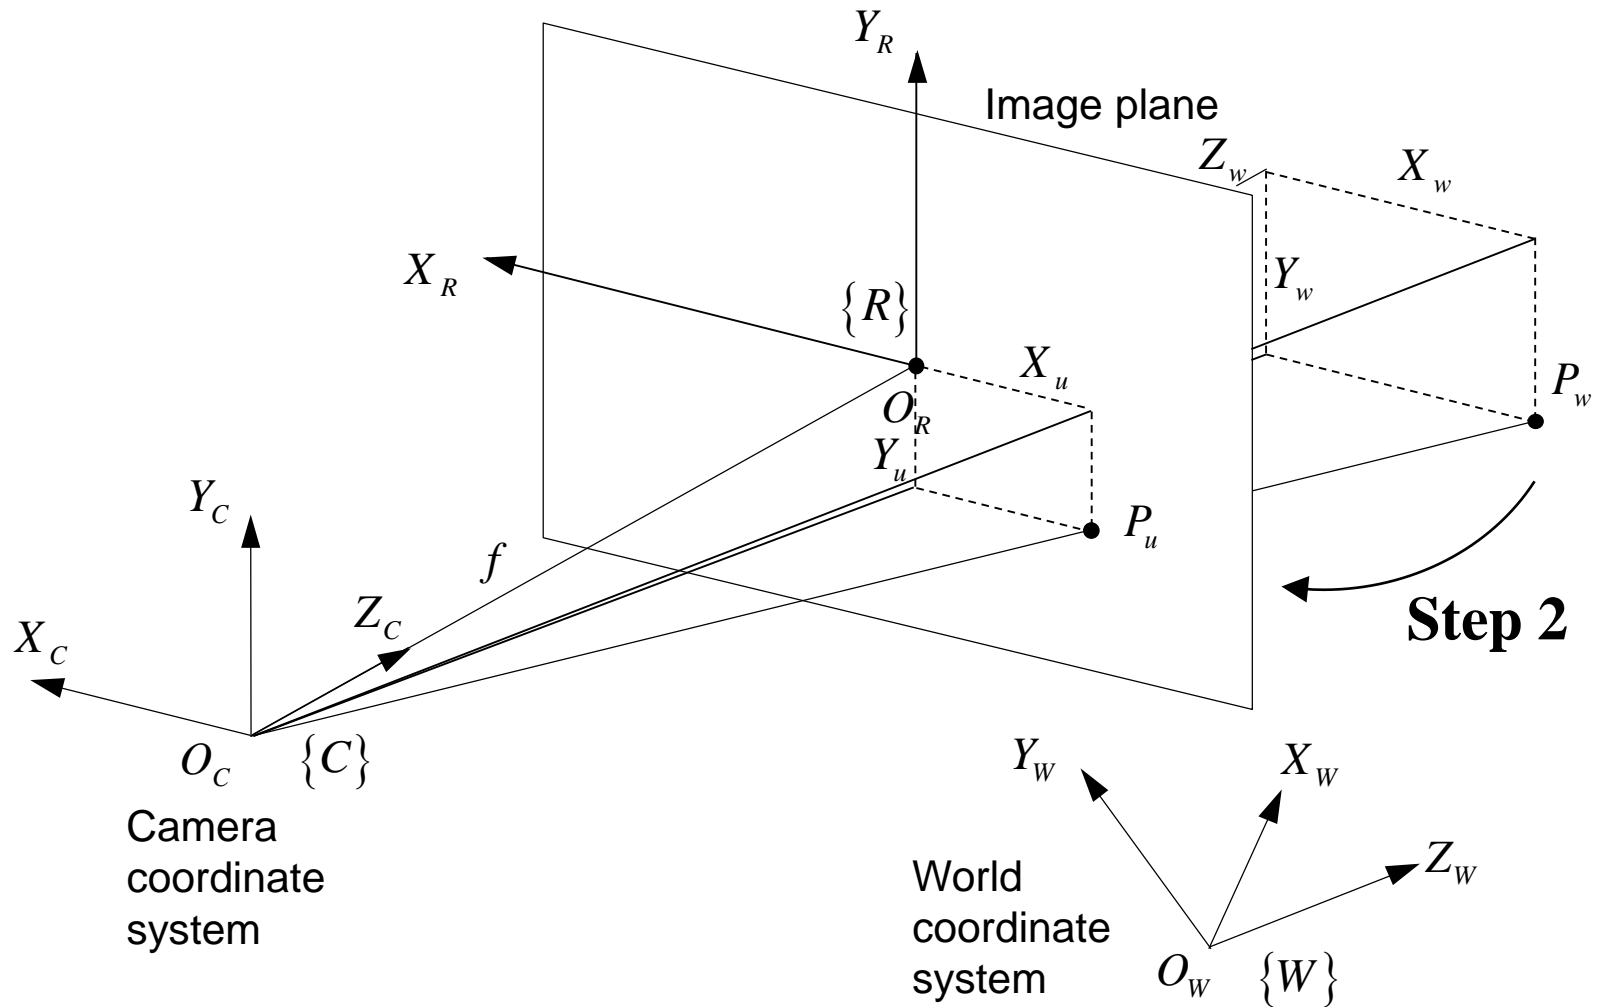 Y_R
Image plane
Z_w
X_w
X_R
{R}
Y_w
X_u
P_w
O_R
Y_u
Y_C
P_u
f
Step 2
Z_C
X_C
O_C {C}
Y_W
X_W
Camera
coordinate
system
Z_W
World
coordinate
system
O_W {W}